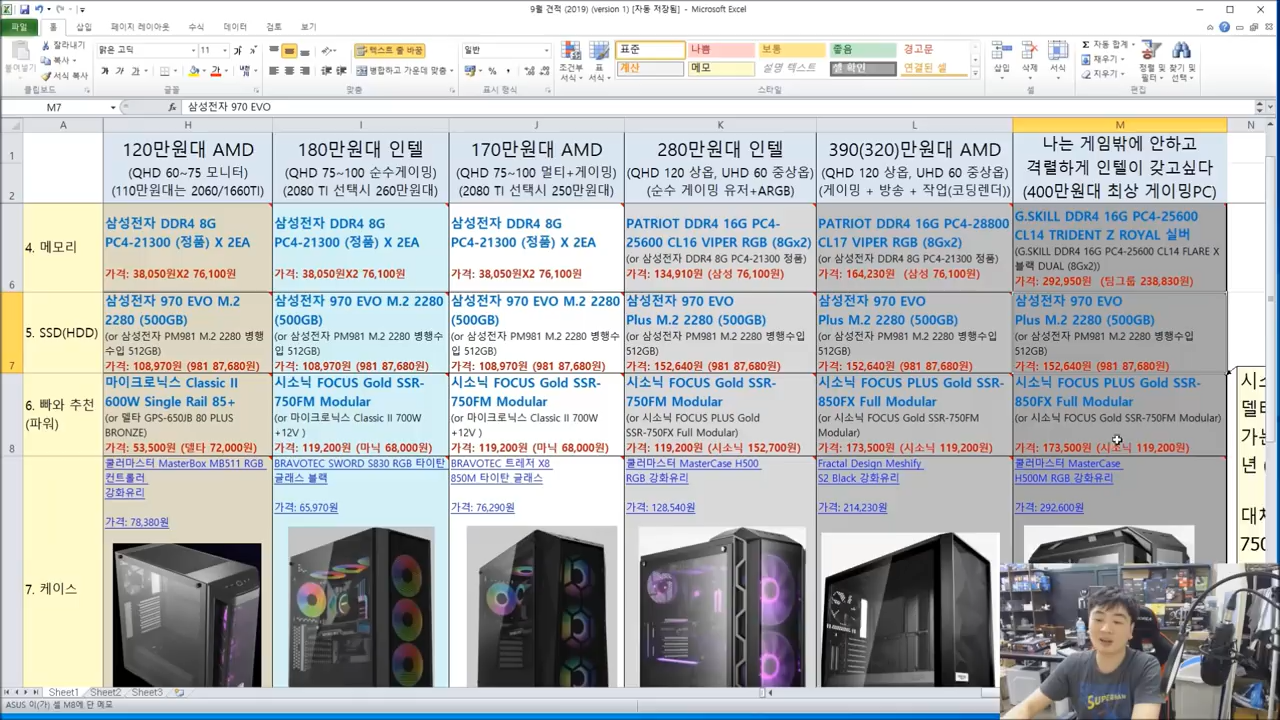 9월 견적 (2019) (version 1) [자동 저장됨] - Microsoft Excel
파일 홈 삽입 페이지 레이아웃 수식 데이터 검토 보기
붙여넣기 잘라내기 복사 서식 복사
맑은 고딕 11 텍스트 줄 바꿈 병합하고 가운데 맞춤 일반
조건부 서식 표 서식 표준 나쁨 보통 좋음 경고문
계산 메모 설명 텍스트 셀 확인 연결된 셀
삽입 삭제 서식 자동 합계 채우기 지우기 정렬 및 필터 찾기 및 선택
클립보드 글꼴 맞춤 표시 형식 스타일 셀 편집
M7 fx 삼성전자 970 EVO
A H I J K L M N
1 2 6 7 8
120만원대 AMD
(QHD 60~75 모니터)
(110만원대는 2060/1660TI)
180만원대 인텔
(QHD 75~100 순수게이밍)
(2080 TI 선택시 260만원대)
170만원대 AMD
(QHD 75~100 멀티+게이밍)
(2080 TI 선택시 250만원대)
280만원대 인텔
(QHD 120 상옵, UHD 60 중상옵)
(순수 게이밍 유저+ARGB)
390(320)만원대 AMD
(QHD 120 상옵, UHD 60 중상옵)
(게이밍 + 방송 + 작업(코딩렌더))
나는 게임밖에 안하고
격렬하게 인텔이 갖고싶다
(400만원대 최상 게이밍PC)
4. 메모리
삼성전자 DDR4 8G
PC4-21300 (정품) X 2EA
가격: 38,050원X2 76,100원
삼성전자 DDR4 8G
PC4-21300 (정품) X 2EA
가격: 38,050원X2 76,100원
삼성전자 DDR4 8G
PC4-21300 (정품) X 2EA
가격: 38,050원X2 76,100원
PATRIOT DDR4 16G PC4-
25600 CL16 VIPER RGB (8Gx2)
(or 삼성전자 DDR4 8G PC4-21300 정품)
가격: 134,910원 (삼성 76,100원)
PATRIOT DDR4 16G PC4-28800
CL17 VIPER RGB (8Gx2)
(or 삼성전자 DDR4 8G PC4-21300 정품)
가격: 164,230원 (삼성 76,100원)
G.SKILL DDR4 16G PC4-25600
CL14 TRIDENT Z ROYAL 실버
(G.SKILL DDR4 16G PC4-25600 CL14 FLARE X
블랙 DUAL (8Gx2))
가격: 292,950원 (팀그룹 238,830원)
5. SSD(HDD)
삼성전자 970 EVO M.2
2280 (500GB)
(or 삼성전자 PM981 M.2 2280 병행
수입 512GB)
가격: 108,970원 (981 87,680원)
삼성전자 970 EVO M.2 2280
(500GB)
(or 삼성전자 PM981 M.2 2280 병행수입
512GB)
가격: 108,970원 (981 87,680원)
삼성전자 970 EVO M.2 2280
(500GB)
(or 삼성전자 PM981 M.2 2280 병행수입
512GB)
가격: 108,970원 (981 87,680원)
삼성전자 970 EVO
Plus M.2 2280 (500GB)
(or 삼성전자 PM981 M.2 2280 병행수입
512GB)
가격: 152,640원 (981 87,680원)
삼성전자 970 EVO
Plus M.2 2280 (500GB)
(or 삼성전자 PM981 M.2 2280 병행수입
512GB)
가격: 152,640원 (981 87,680원)
삼성전자 970 EVO
Plus M.2 2280 (500GB)
(or 삼성전자 PM981 M.2 2280 병행수입
512GB)
가격: 152,640원 (981 87,680원)
6. 빠와 추천
(파워)
마이크로닉스 Classic II
600W Single Rail 85+
(or 델타 GPS-650JB 80 PLUS
BRONZE)
가격: 53,500원 (델타 72,000원)
시소닉 FOCUS Gold SSR-
750FM Modular
(or 마이크로닉스 Classic II 700W
+12V )
가격: 119,200원 (마닉 68,000원)
시소닉 FOCUS Gold SSR-
750FM Modular
(or 마이크로닉스 Classic II 700W
+12V )
가격: 119,200원 (마닉 68,000원)
시소닉 FOCUS Gold SSR-
750FM Modular
(or 시소닉 FOCUS PLUS Gold
SSR-750FX Full Modular)
가격: 119,200원 (시소닉 152,700원)
시소닉 FOCUS PLUS Gold SSR-
850FX Full Modular)
(or 시소닉 FOCUS Gold SSR-750FM
Modular)
가격: 173,500원 (시소닉 119,200원)
시소닉 FOCUS PLUS Gold SSR-
850FX Full Modular)
(or 시소닉 FOCUS Gold SSR-750FM Modular)
가격: 173,500원 (시소닉 119,200원)
7. 케이스
쿨러마스터 MasterBox MB511 RGB
컨트롤러
강화유리
가격: 78,380원
BRAVOTEC SWORD S830 RGB 타이탄
글래스 블랙
가격: 65,970원
BRAVOTEC 트레저 X8
850M 타이탄 글래스
가격: 76,290원
쿨러마스터 MasterCase H500
RGB 강화유리
가격: 128,540원
Fractal Design Meshify
S2 Black 강화유리
가격: 214,230원
쿨러마스터 MasterCase
H500M RGB 강화유리
가격: 292,600원
시소
델타
가능
년 (
대체
750
SUPERMAN
Sheet1 Sheet2 Sheet3
ASUS 이(가) 셀 M8에 단 메모